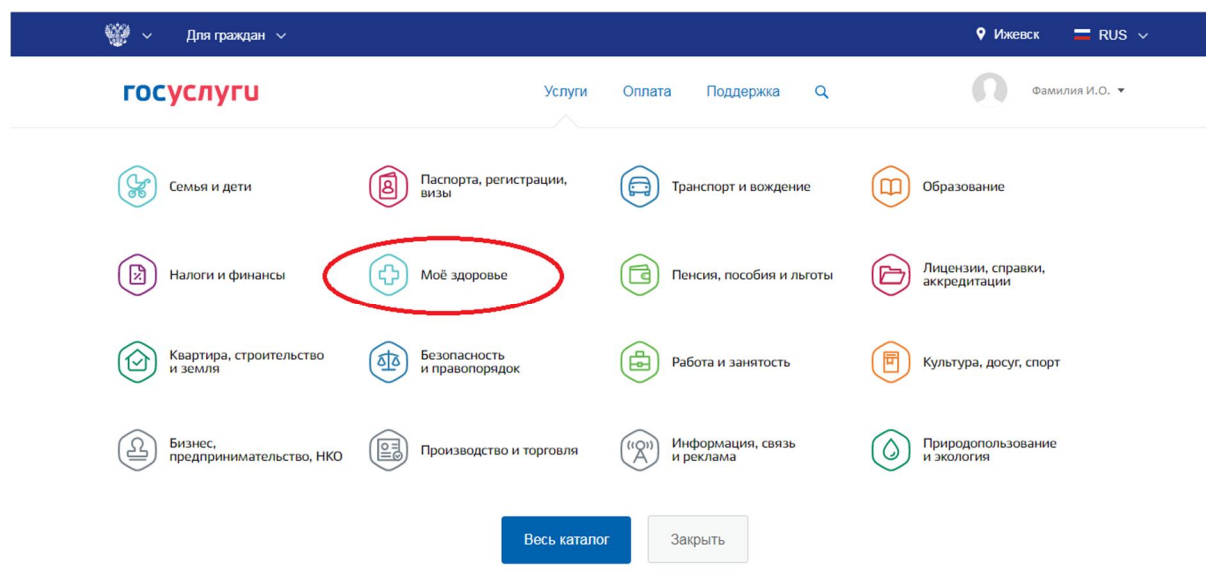 Для граждан
Ижевск
RUS
госуслуги
Услуги
Оплата
Поддержка
Фамилия И.О.
Семья и дети
Паспорта, регистрации,
визы
Транспорт и вождение
Образование
Налоги и финансы
Моё здоровье
Пенсия, пособия и льготы
Лицензии, справки,
аккредитации
Квартира, строительство
и земля
Безопасность
и правопорядок
Работа и занятость
Культура, досуг, спорт
Бизнес,
предпринимательство, НКО
Производство и торговля
Информация, связь
и реклама
Природопользование
и экология
Весь каталог
Закрыть